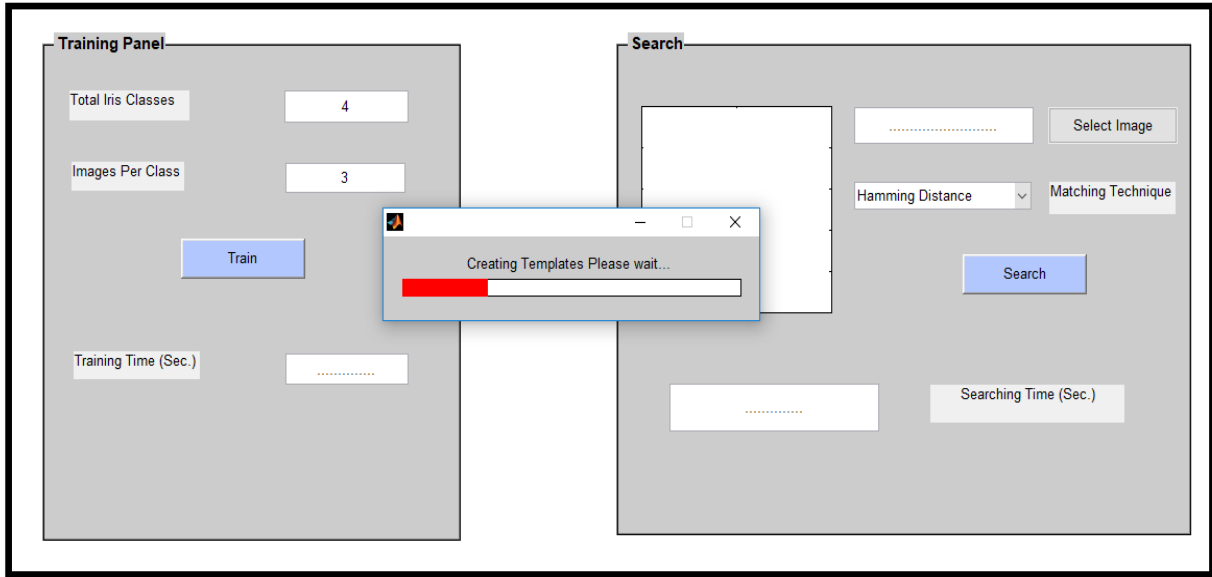 Training Panel
Total Iris Classes
4
Images Per Class
3
Train
Training Time (Sec.)
.............
Creating Templates Please wait...
Search
..........................
Select Image
Hamming Distance
Matching Technique
Search
..............
Searching Time (Sec.)